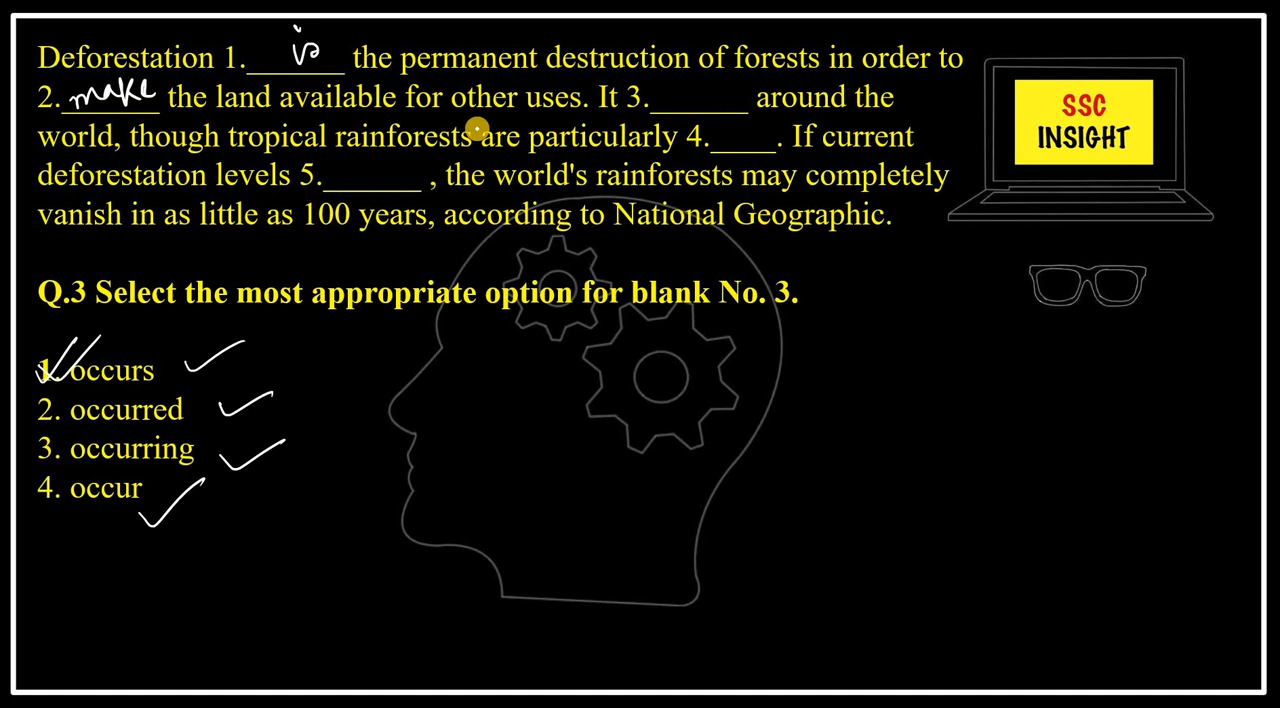 Deforestation 1.______ is the permanent destruction of forests in order to
2.______ make the land available for other uses. It 3.______ around the
world, though tropical rainforests are particularly 4.____. If current
deforestation levels 5.______ , the world's rainforests may completely
vanish in as little as 100 years, according to National Geographic.
SSC
INSIGHT
Q.3 Select the most appropriate option for blank No. 3.
1. occurs
2. occurred
3. occurring
4. occur